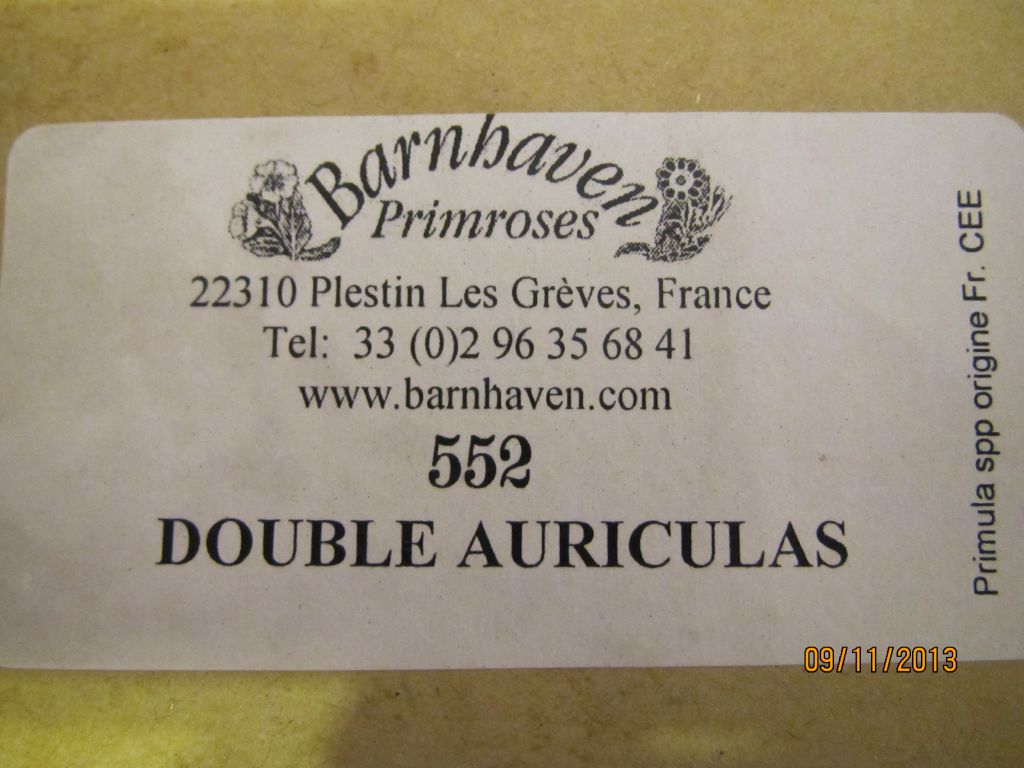 Barnhaven
Primroses
22310 Plestin Les Grèves, France
Tel: 33 (0)2 96 35 68 41
www.barnhaven.com
552
DOUBLE AURICULAS
Primula spp origine Fr. CEE
09/11/2013